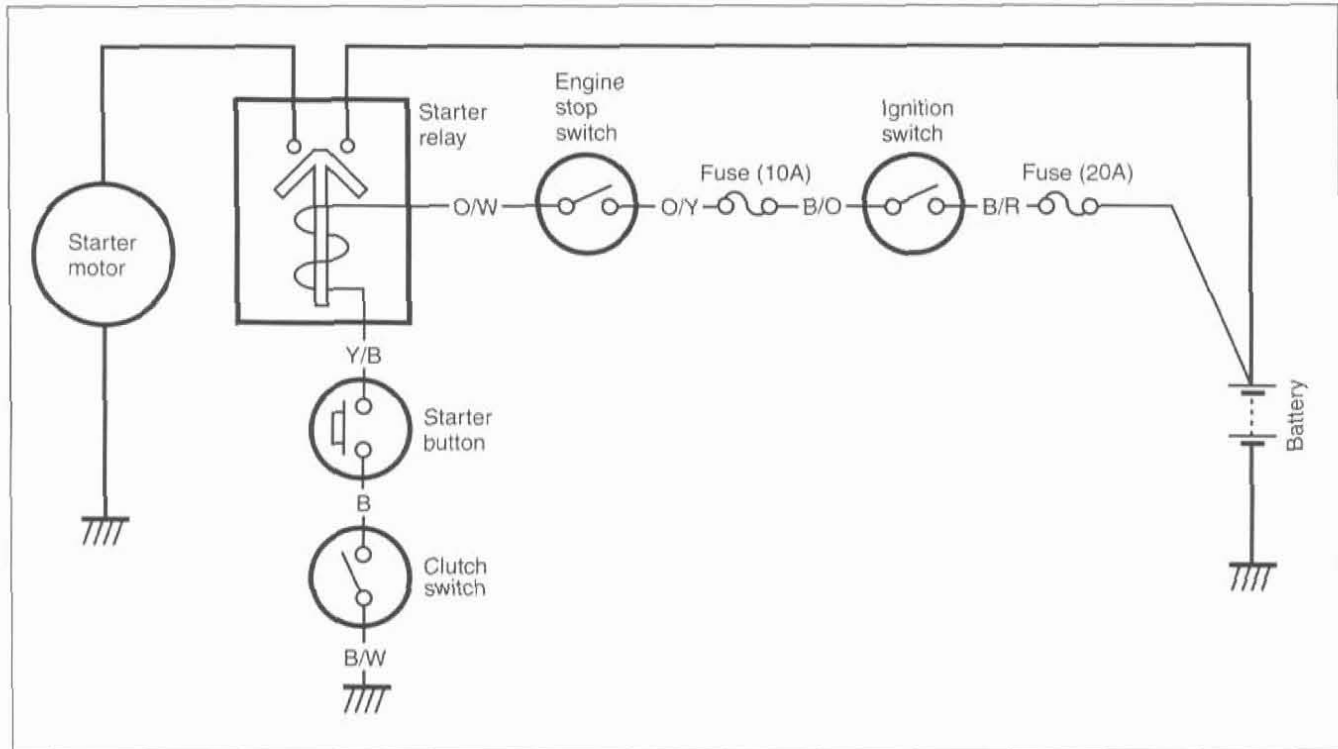 Starter
motor
Starter
relay
Engine
stop
switch
Ignition
switch
Fuse (10A)
Fuse (20A)
O/W
O/Y
B/O
B/R
Y/B
Starter
button
B
Clutch
switch
B/W
Battery